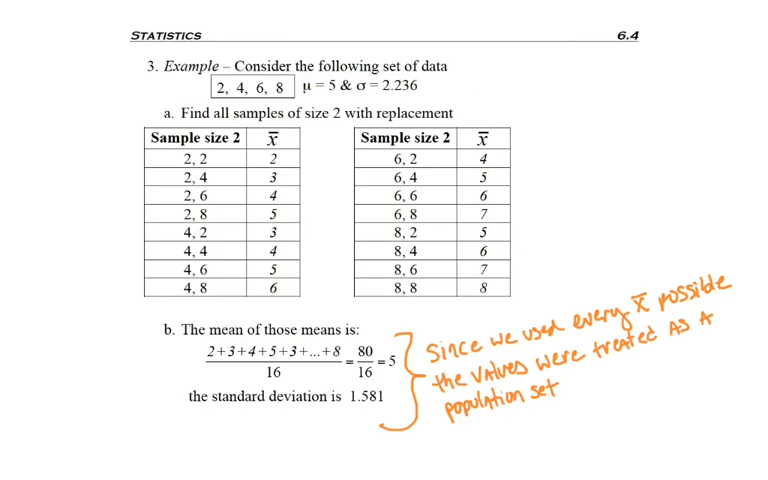 STATISTICS 6.4
3. Example – Consider the following set of data
2, 4, 6, 8 μ = 5 & σ = 2.236
a. Find all samples of size 2 with replacement
Sample size 2 x̅
2, 2 2
2, 4 3
2, 6 4
2, 8 5
4, 2 3
4, 4 4
4, 6 5
4, 8 6
Sample size 2 x̅
6, 2 4
6, 4 5
6, 6 6
6, 8 7
8, 2 5
8, 4 6
8, 6 7
8, 8 8
b. The mean of those means is:
2+3+4+5+3+...+8 / 16 = 80 / 16 = 5
the standard deviation is 1.581
Since we used every x̅ possible
the values were treated as a
population set